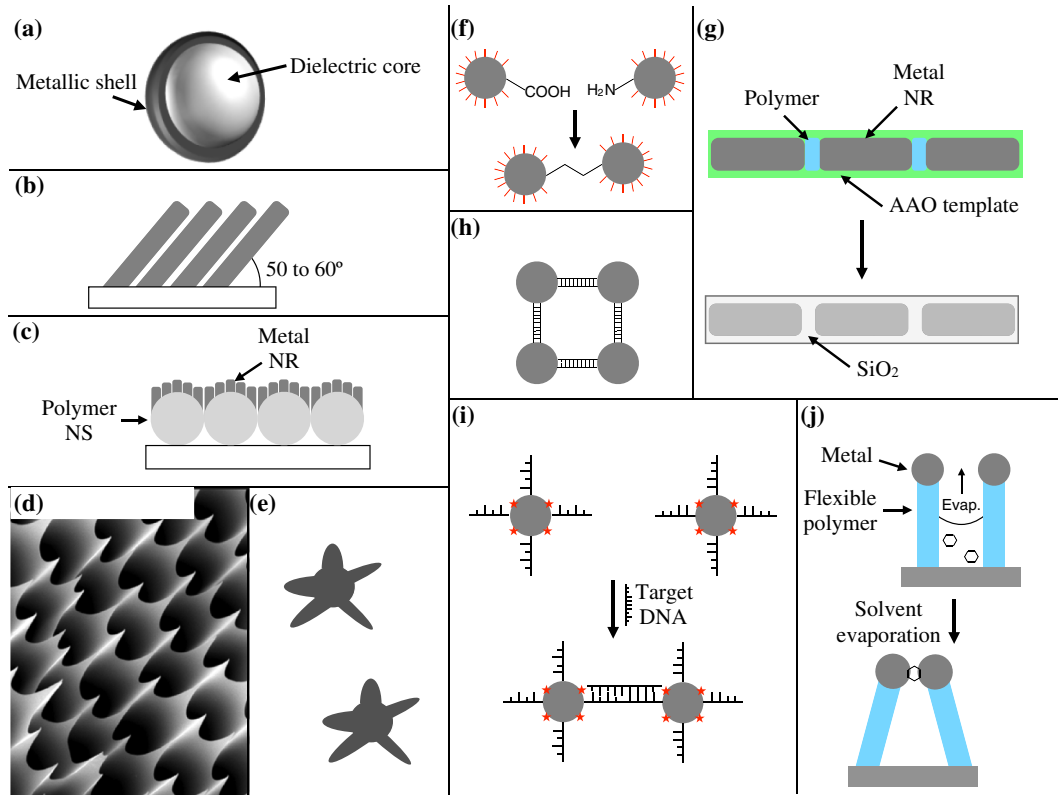 (a)
Dielectric core
Metallic shell
(b)
50 to 60º
(c)
Metal
NR
Polymer
NS
(d)
(e)
(f)
COOH
H₂N
(g)
Metal
NR
Polymer
AAO template
SiO₂
(h)
(i)
Target
DNA
(j)
Metal
Flexible
polymer
Evap.
Solvent
evaporation